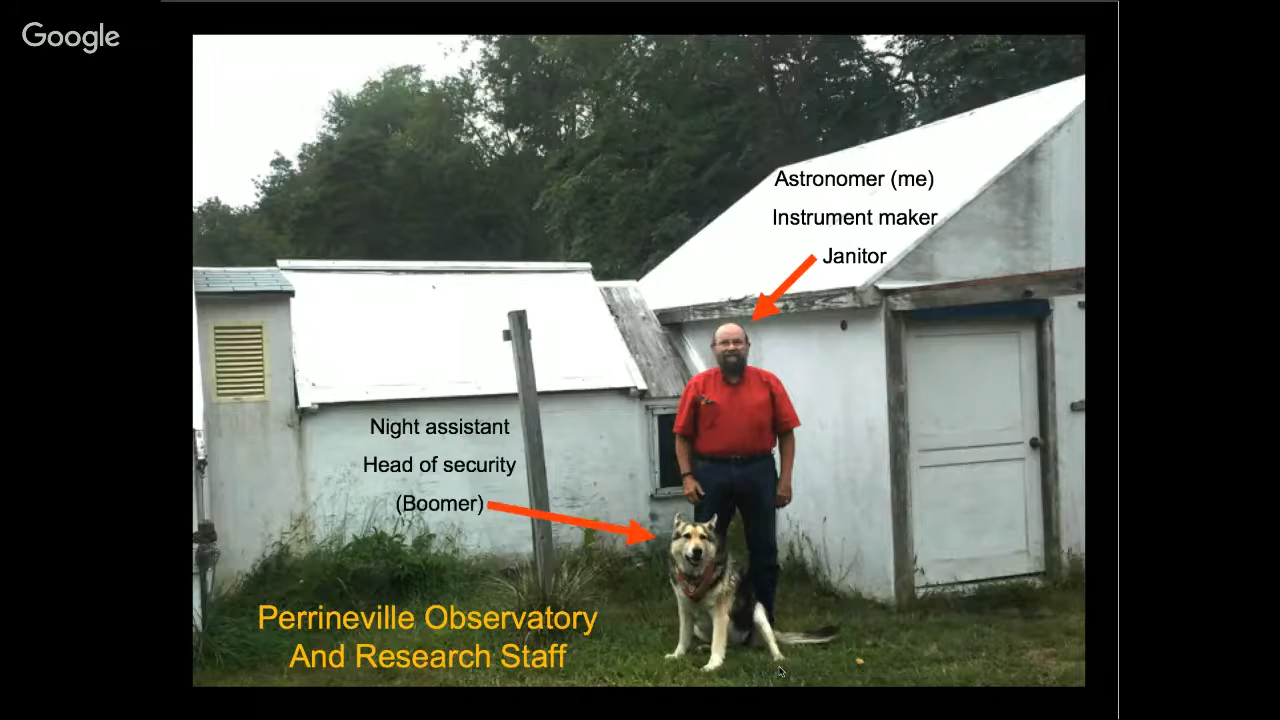 Google
Astronomer (me)
Instrument maker
Janitor
Night assistant
Head of security
(Boomer)
Perrineville Observatory
And Research Staff